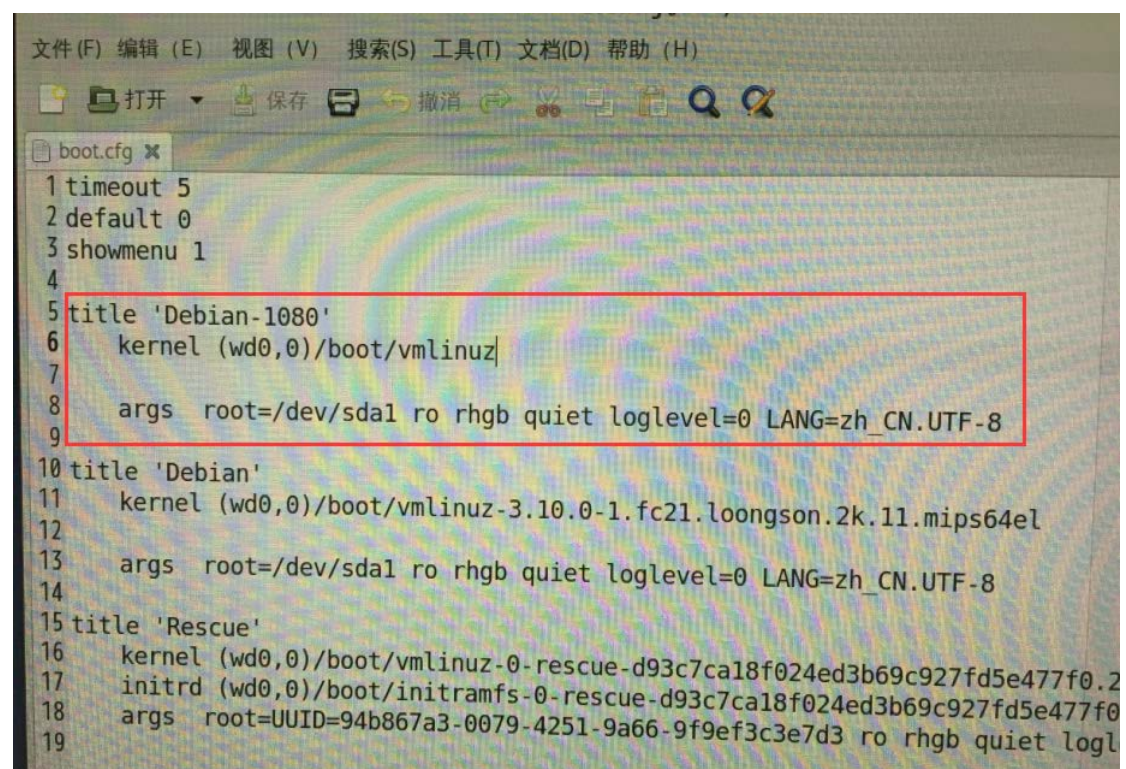 文件(F) 编辑 (E) 视图 (V) 搜索(S) 工具(T) 文档(D) 帮助 (H)
打开 保存 撤消
boot.cfg
1 timeout 5
2 default 0
3 showmenu 1
4
5 title 'Debian-1080'
6 kernel (wd0,0)/boot/vmlinuz
7
8 args root=/dev/sda1 ro rhgb quiet loglevel=0 LANG=zh_CN.UTF-8
9
10 title 'Debian'
11 kernel (wd0,0)/boot/vmlinuz-3.10.0-1.fc21.loongson.2k.11.mips64el
12
13 args root=/dev/sda1 ro rhgb quiet loglevel=0 LANG=zh_CN.UTF-8
14
15 title 'Rescue'
16 kernel (wd0,0)/boot/vmlinuz-0-rescue-d93c7ca18f024ed3b69c927fd5e477f0.2
17 initrd (wd0,0)/boot/initramfs-0-rescue-d93c7ca18f024ed3b69c927fd5e477f0
18 args root=UUID=94b867a3-0079-4251-9a66-9f9ef3c3e7d3 ro rhgb quiet logl
19